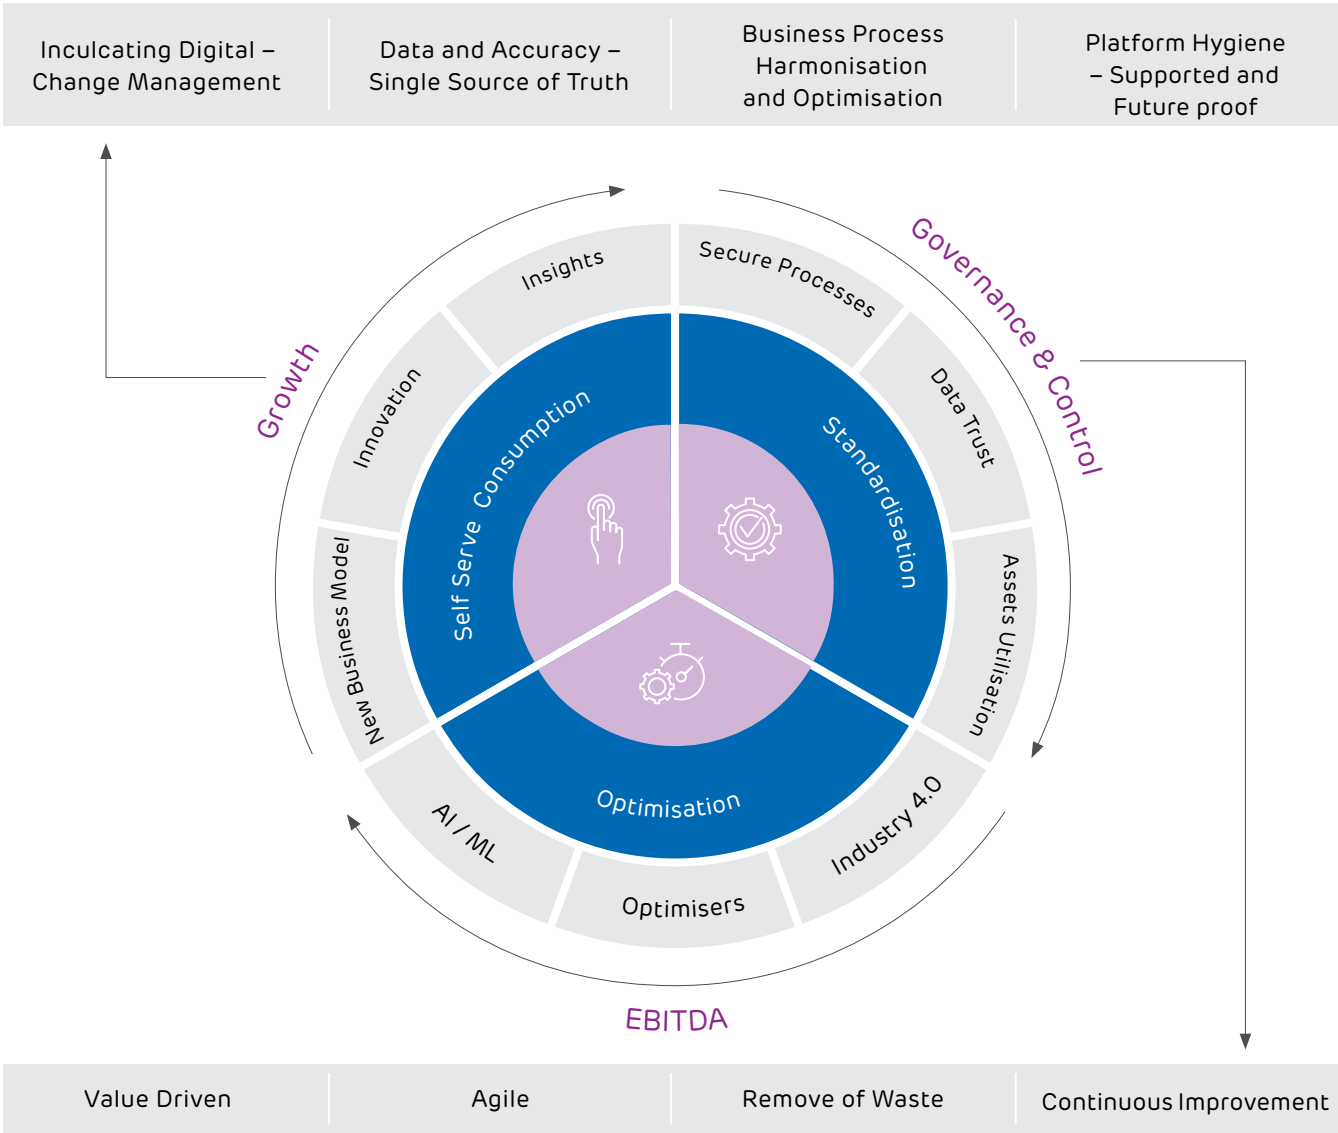 Inculcating Digital –
Change Management
Data and Accuracy –
Single Source of Truth
Business Process
Harmonisation
and Optimisation
Platform Hygiene
– Supported and
Future proof
Growth
Governance & Control
EBITDA
Insights
Innovation
New Business Model
Secure Processes
Data Trust
Assets Utilisation
Industry 4.0
Optimisers
AI / ML
Self Serve Consumption
Standardisation
Optimisation
Value Driven
Agile
Remove of Waste
Continuous Improvement